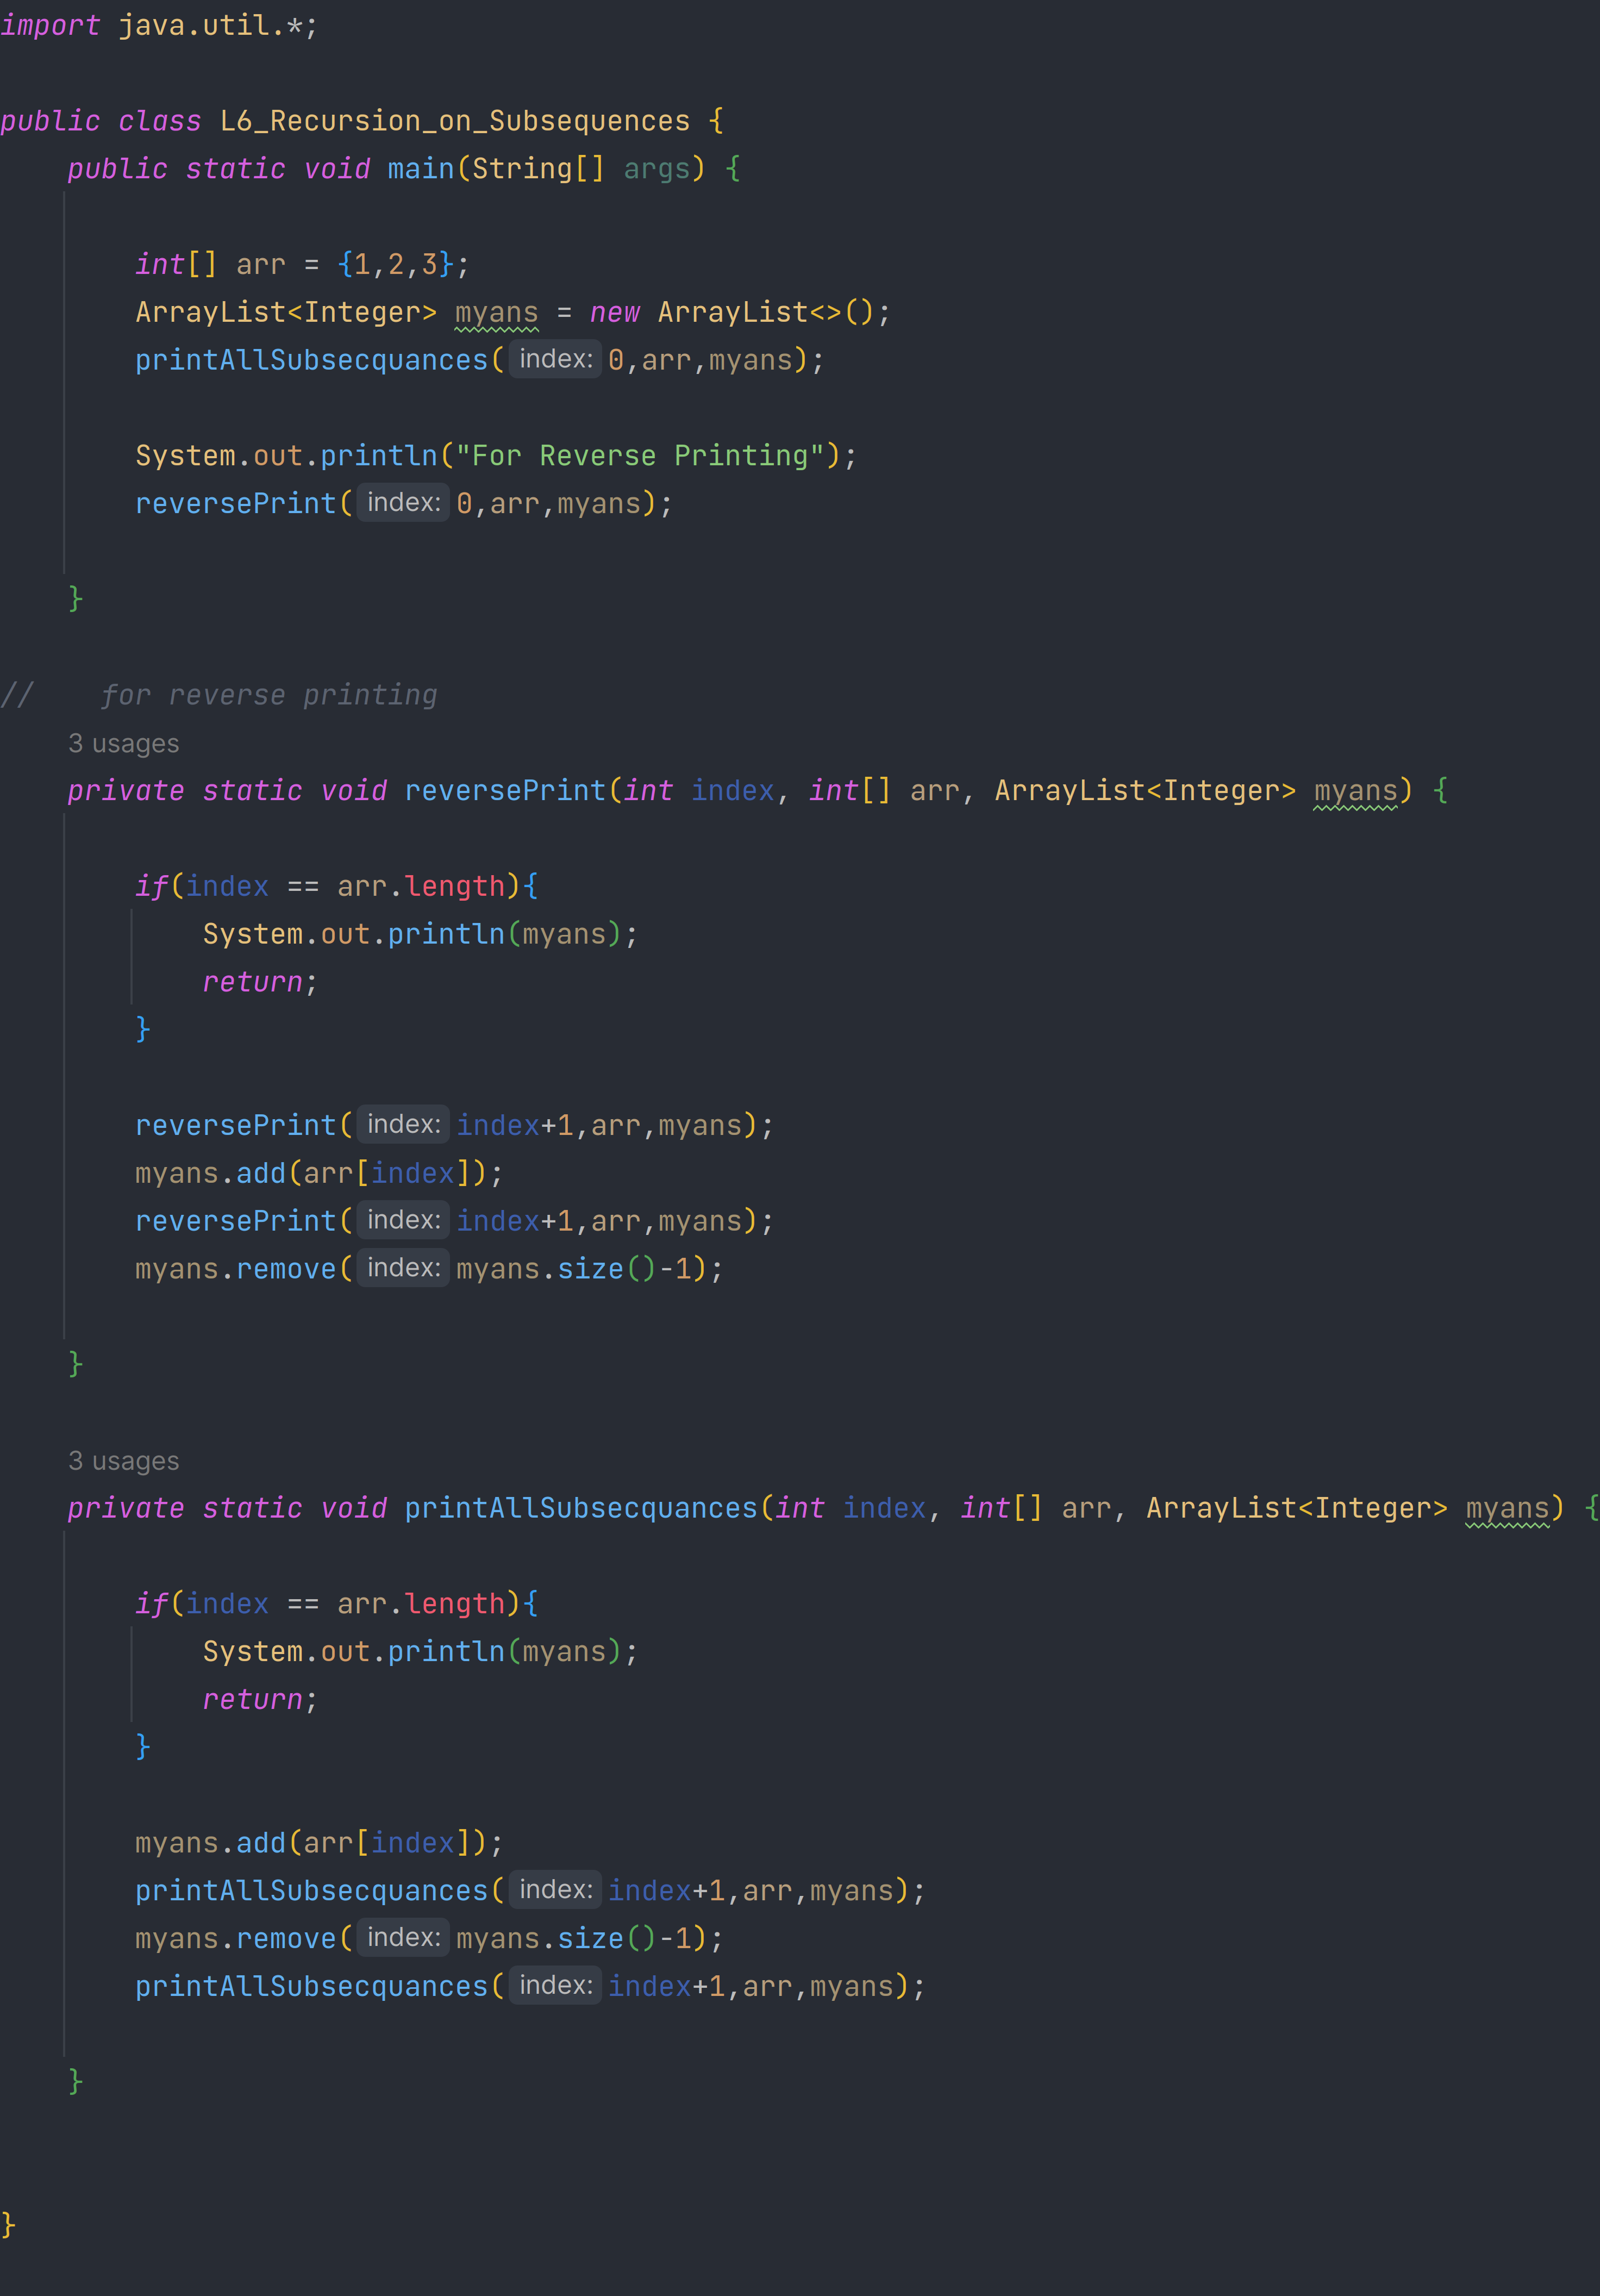 import java.util.*;
public class L6_Recursion_on_Subsequences {
public static void main(String[] args) {
int[] arr = {1,2,3};
ArrayList<Integer> myans = new ArrayList<>();
printAllSubsecquances( index: 0,arr,myans);
System.out.println("For Reverse Printing");
reversePrint( index: 0,arr,myans);
}
//    for reverse printing
3 usages
private static void reversePrint(int index, int[] arr, ArrayList<Integer> myans) {
if(index == arr.length){
System.out.println(myans);
return;
}
reversePrint( index: index+1,arr,myans);
myans.add(arr[index]);
reversePrint( index: index+1,arr,myans);
myans.remove( index: myans.size()-1);
}
3 usages
private static void printAllSubsecquances(int index, int[] arr, ArrayList<Integer> myans) {
if(index == arr.length){
System.out.println(myans);
return;
}
myans.add(arr[index]);
printAllSubsecquances( index: index+1,arr,myans);
myans.remove( index: myans.size()-1);
printAllSubsecquances( index: index+1,arr,myans);
}
}